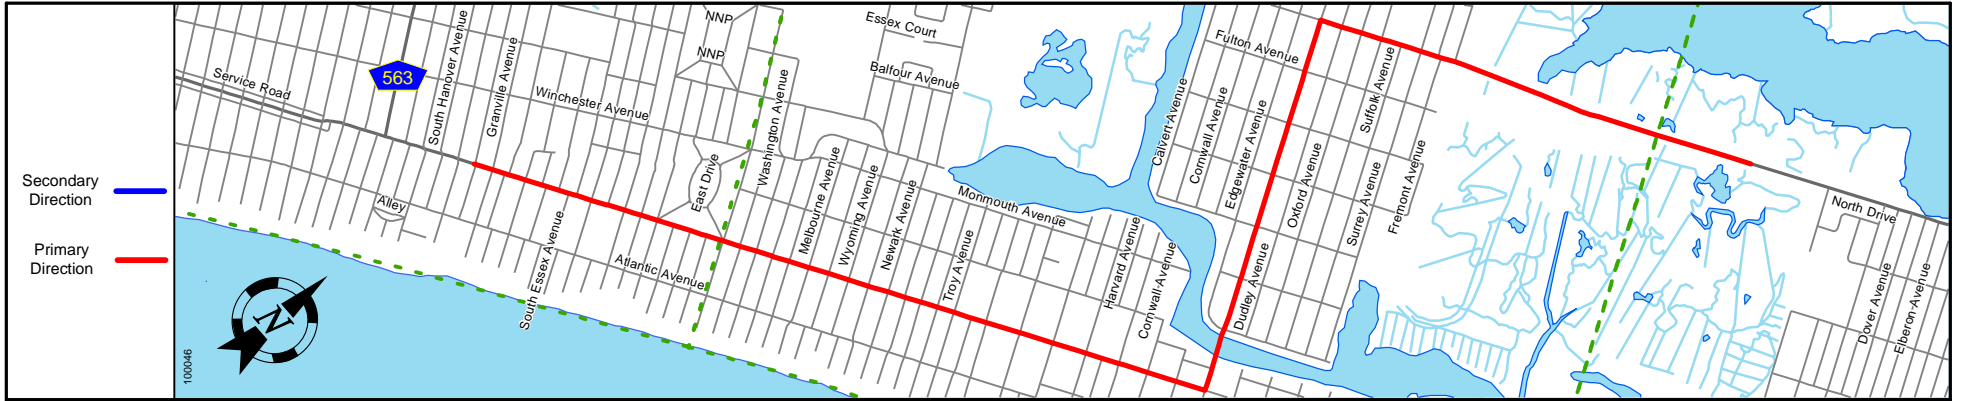 Secondary
Direction
Primary
Direction
Service Road
563
South Hanover Avenue
Granville Avenue
Winchester Avenue
NNP
NNP
Essex Court
Balfour Avenue
Washington Avenue
East Drive
Alley
South Essex Avenue
Atlantic Avenue
Melbourne Avenue
Wyoming Avenue
Newark Avenue
Troy Avenue
Monmouth Avenue
Harvard Avenue
Cornwall Avenue
Calvert Avenue
Cornwall Avenue
Edgewater Avenue
Fulton Avenue
Dudley Avenue
Oxford Avenue
Suffolk Avenue
Surrey Avenue
Fremont Avenue
North Drive
Dover Avenue
Elberon Avenue
N
100046